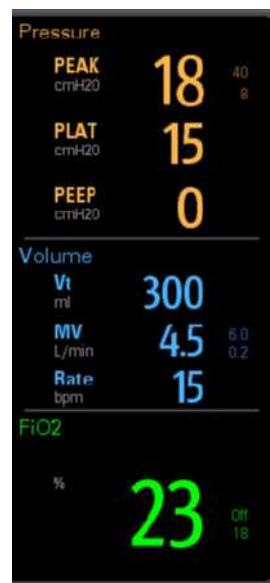 Pressure
PEAK 18 40
cmH20 8
PLAT 15
cmH20
PEEP 0
cmH20
Volume
Vt 300
ml
MV 4.5 6.0
L/min 0.2
Rate 15
bpm
FiO2
% 23 Off
18